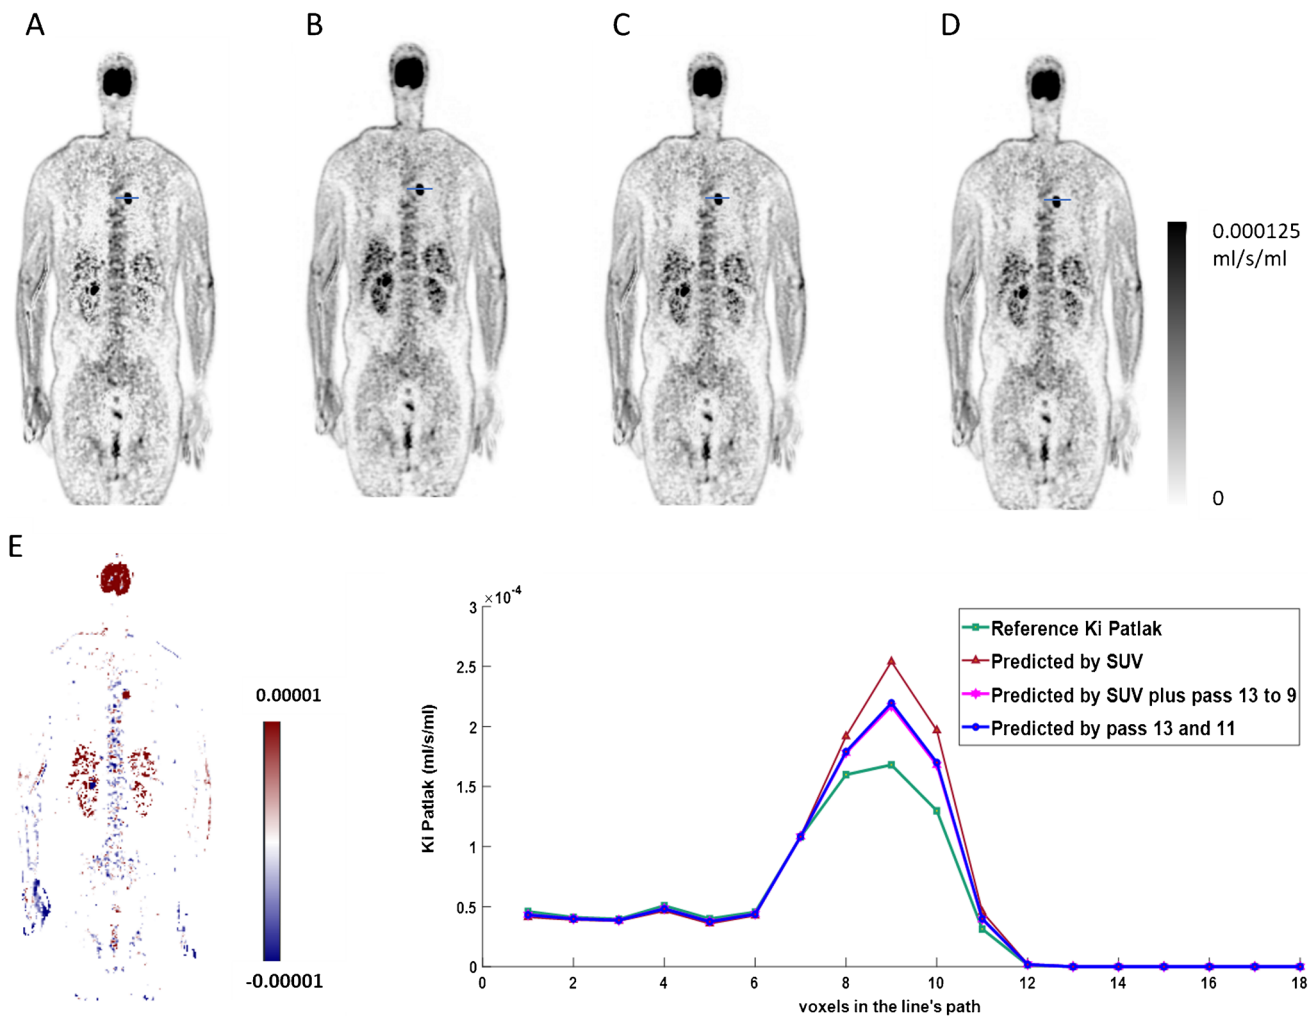 A
B
C
D
0.000125
ml/s/ml
0
E
0.00001
-0.00001
×10⁻⁴
3
2.5
2
1.5
1
0.5
0
Ki Patlak (ml/s/ml)
Reference Ki Patlak
Predicted by SUV
Predicted by SUV plus pass 13 to 9
Predicted by pass 13 and 11
0 2 4 6 8 10 12 14 16 18
voxels in the line's path